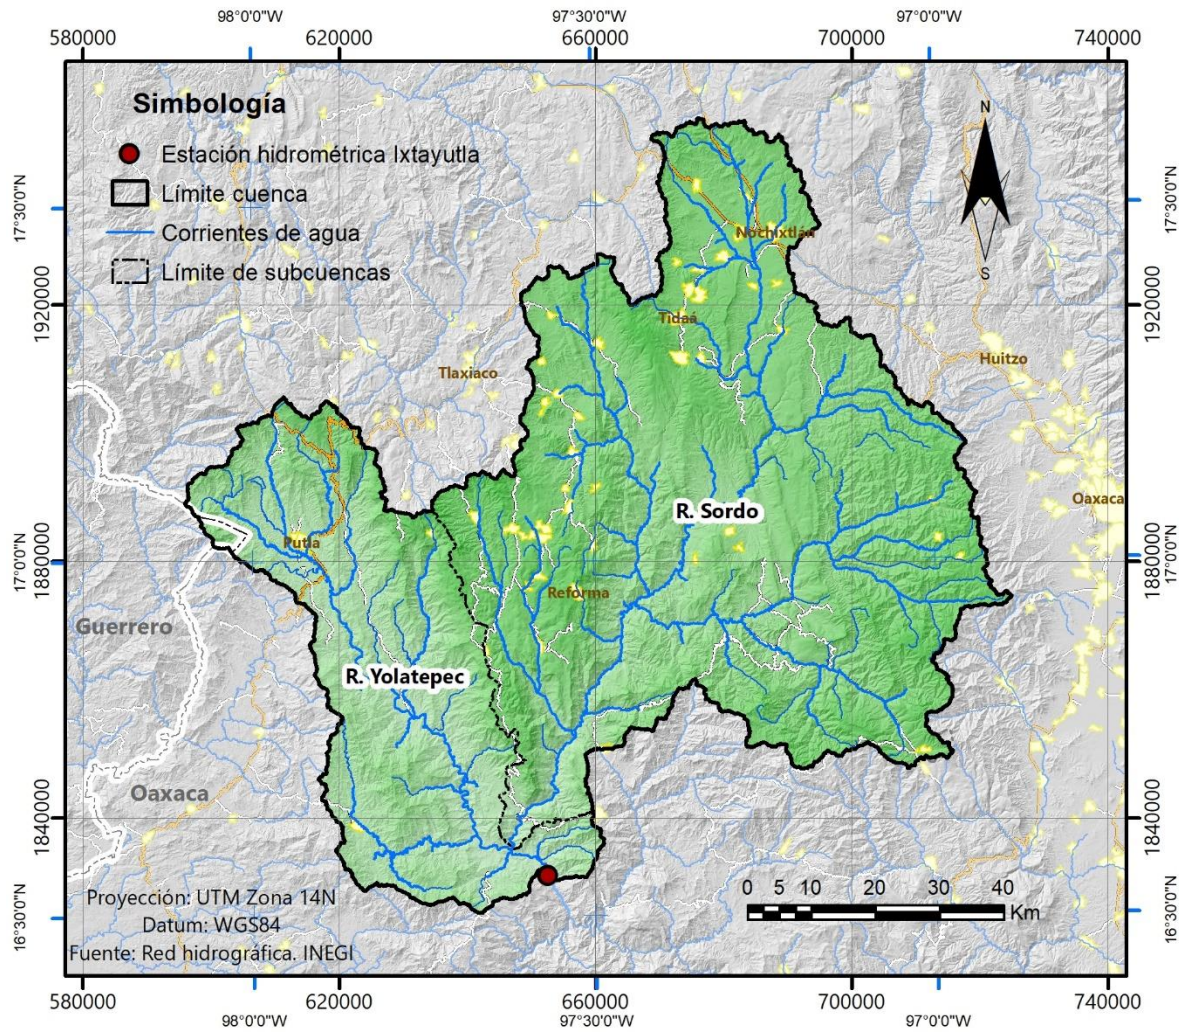 98°0'0"W 97°30'0"W 97°0'0"W
580000 620000 660000 700000 740000
Simbología
Estación hidrométrica Ixtayutla
Límite cuenca
Corrientes de agua
Límite de subcuencas
N
S
17°30'0"N
17°30'0"N
Nochixtlán
1920000
1920000
Tidaá
Huitzo
Tlaxiaco
Oaxaca
R. Sordo
Putla
17°0'0"N
17°0'0"N
1880000
1880000
Reforma
Guerrero
R. Yolatepec
Oaxaca
1840000
1840000
0 5 10 20 30 40
Km
Proyección: UTM Zona 14N
Datum: WGS84
Fuente: Red hidrográfica. INEGI
16°30'0"N
16°30'0"N
580000 620000 660000 700000 740000
98°0'0"W 97°30'0"W 97°0'0"W